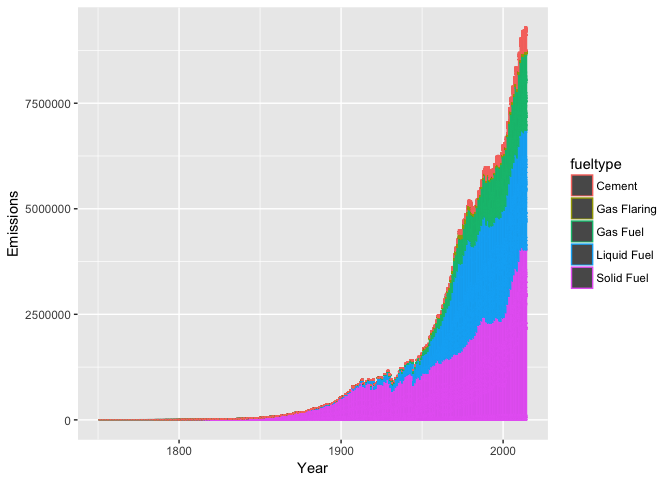 7500000
5000000
2500000
0
Emissions
1800
1900
2000
Year
fueltype
Cement
Gas Flaring
Gas Fuel
Liquid Fuel
Solid Fuel